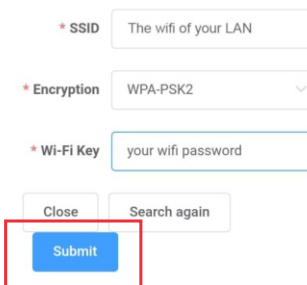 * SSID The wifi of your LAN
* Encryption WPA-PSK2
* Wi-Fi Key your wifi password
Close Search again
Submit